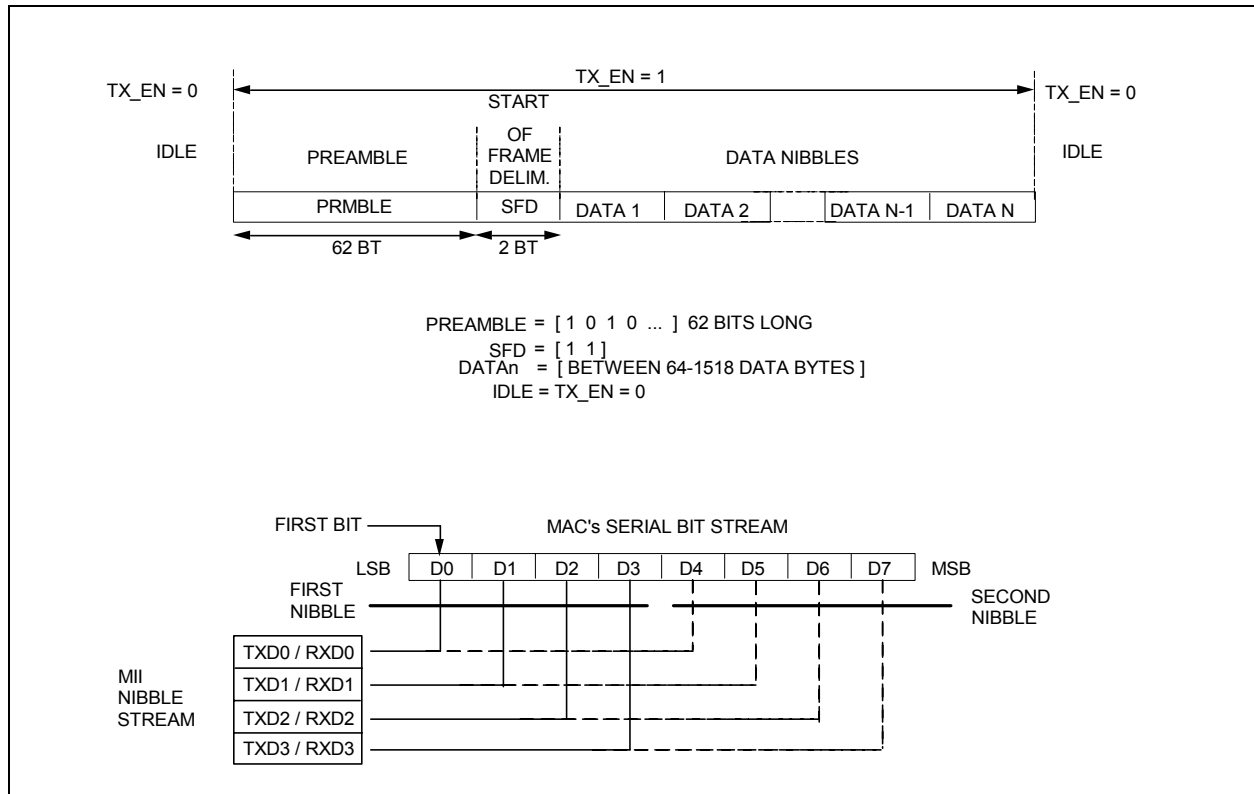 TX_EN = 0
TX_EN = 1
TX_EN = 0
IDLE
PREAMBLE
START
OF
FRAME
DELIM.
DATA NIBBLES
IDLE
PRMBLE SFD DATA 1 DATA 2 DATA N-1 DATA N
62 BT 2 BT
PREAMBLE = [ 1 0 1 0 ... ] 62 BITS LONG
SFD = [ 1 1 ]
DATAn = [ BETWEEN 64-1518 DATA BYTES ]
IDLE = TX_EN = 0
FIRST BIT
MAC's SERIAL BIT STREAM
LSB D0 D1 D2 D3 D4 D5 D6 D7 MSB
FIRST
NIBBLE
SECOND
NIBBLE
MII
NIBBLE
STREAM
TXD0 / RXD0
TXD1 / RXD1
TXD2 / RXD2
TXD3 / RXD3